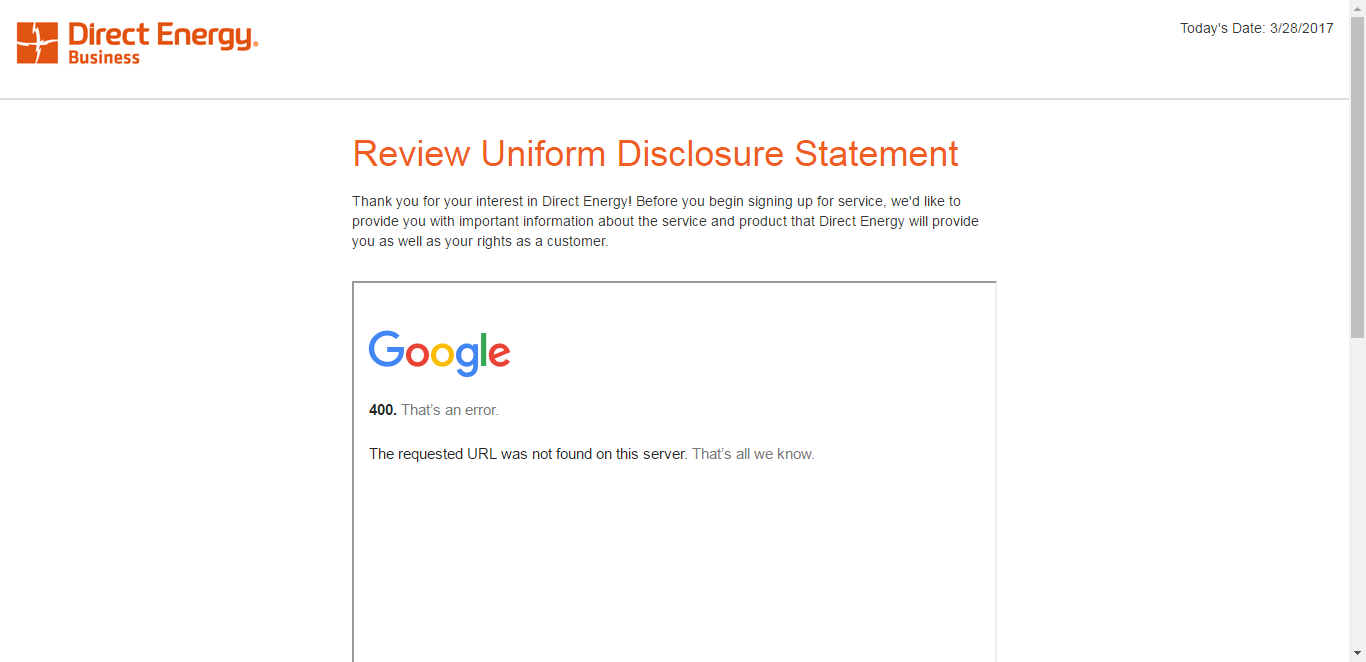 Direct Energy®
Business
Today's Date: 3/28/2017
Review Uniform Disclosure Statement
Thank you for your interest in Direct Energy! Before you begin signing up for service, we'd like to
provide you with important information about the service and product that Direct Energy will provide
you as well as your rights as a customer.
Google
400. That’s an error.
The requested URL was not found on this server. That’s all we know.